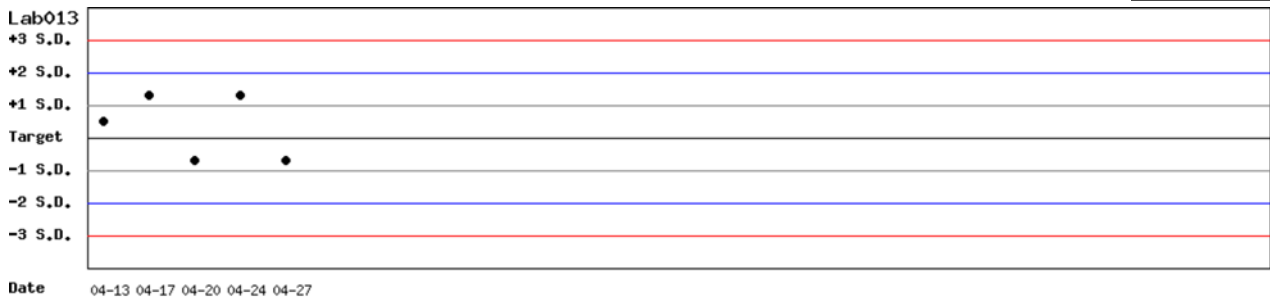 Lab013
+3 S.D.
+2 S.D.
+1 S.D.
Target
-1 S.D.
-2 S.D.
-3 S.D.
Date 04-13 04-17 04-20 04-24 04-27